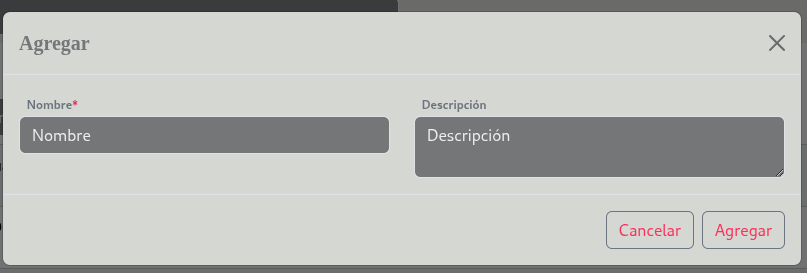 Agregar
Nombre*
Descripción
Nombre
Descripción
Cancelar
Agregar